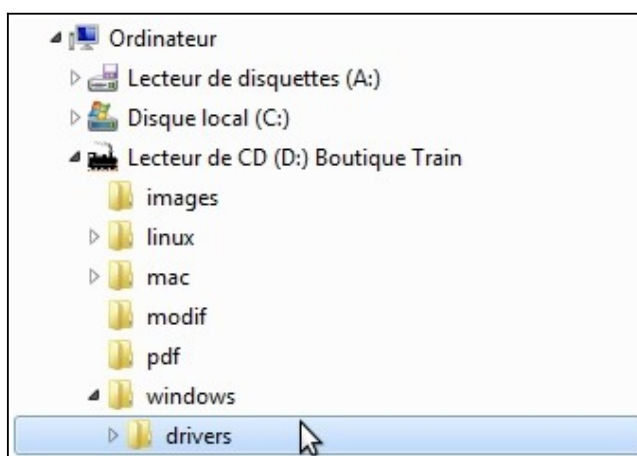 Ordinateur
Lecteur de disquettes (A:)
Disque local (C:)
Lecteur de CD (D:) Boutique Train
images
linux
mac
modif
pdf
windows
drivers